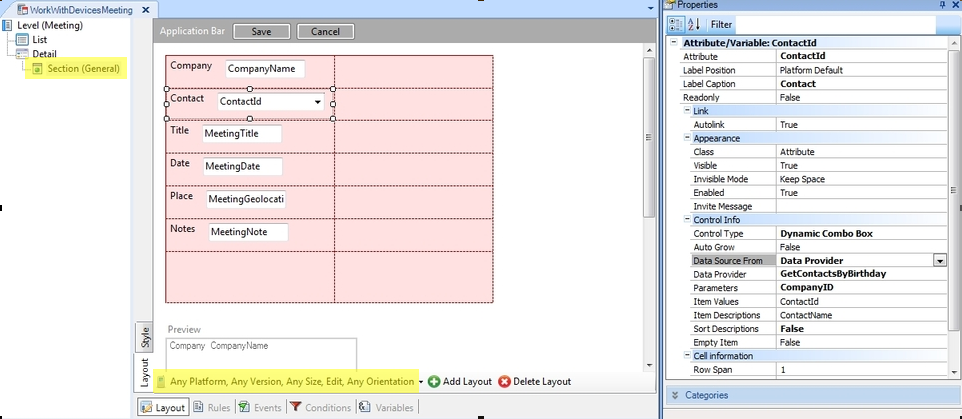 WorkWithDevicesMeeting
Level (Meeting)
List
Detail
Section (General)
Application Bar Save Cancel
Company CompanyName
Contact ContactId
Title MeetingTitle
Date MeetingDate
Place MeetingGeolocati
Notes MeetingNote
Style
Layout
Preview
Company CompanyName
Any Platform, Any Version, Any Size, Edit, Any Orientation Add Layout Delete Layout
Layout Rules Events Conditions Variables
Properties
Filter
Attribute/Variable: ContactId
Attribute ContactId
Label Position Platform Default
Label Caption Contact
Readonly False
Link
Autolink True
Appearance
Class Attribute
Visible True
Invisible Mode Keep Space
Enabled True
Invite Message
Control Info
Control Type Dynamic Combo Box
Auto Grow False
Data Source From Data Provider
Data Provider GetContactsByBirthday
Parameters CompanyID
Item Values ContactId
Item Descriptions ContactName
Sort Descriptions False
Empty Item False
Cell information
Row Span 1
Categories